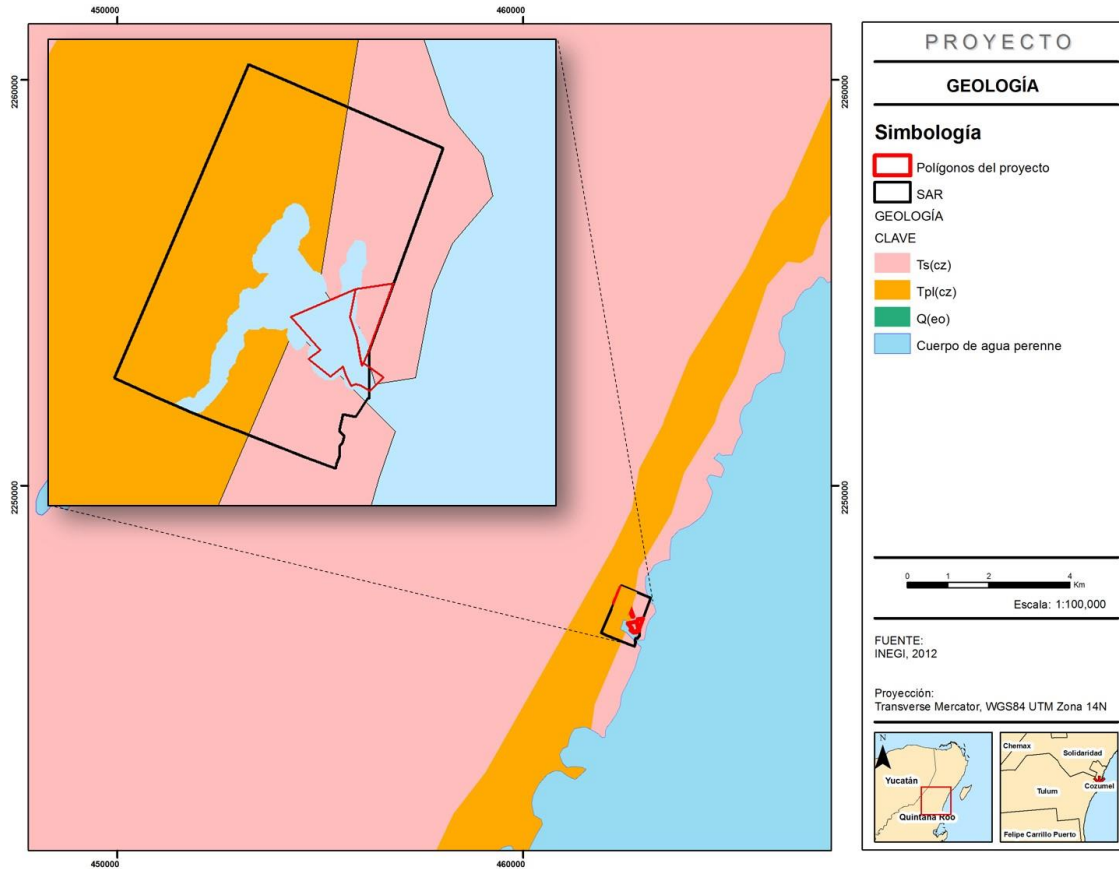 450000
460000
2260000
2260000
2250000
2250000
450000
460000
PROYECTO
GEOLOGÍA
Simbología
Polígonos del proyecto
SAR
GEOLOGÍA
CLAVE
Ts(cz)
Tpl(cz)
Q(eo)
Cuerpo de agua perenne
0 1 2 4
Km
Escala: 1:100,000
FUENTE:
INEGI, 2012
Proyección:
Transverse Mercator, WGS84 UTM Zona 14N
N
Yucatán
Quintana Roo
Chemax
Solidaridad
Cozumel
Tulum
Felipe Carrillo Puerto